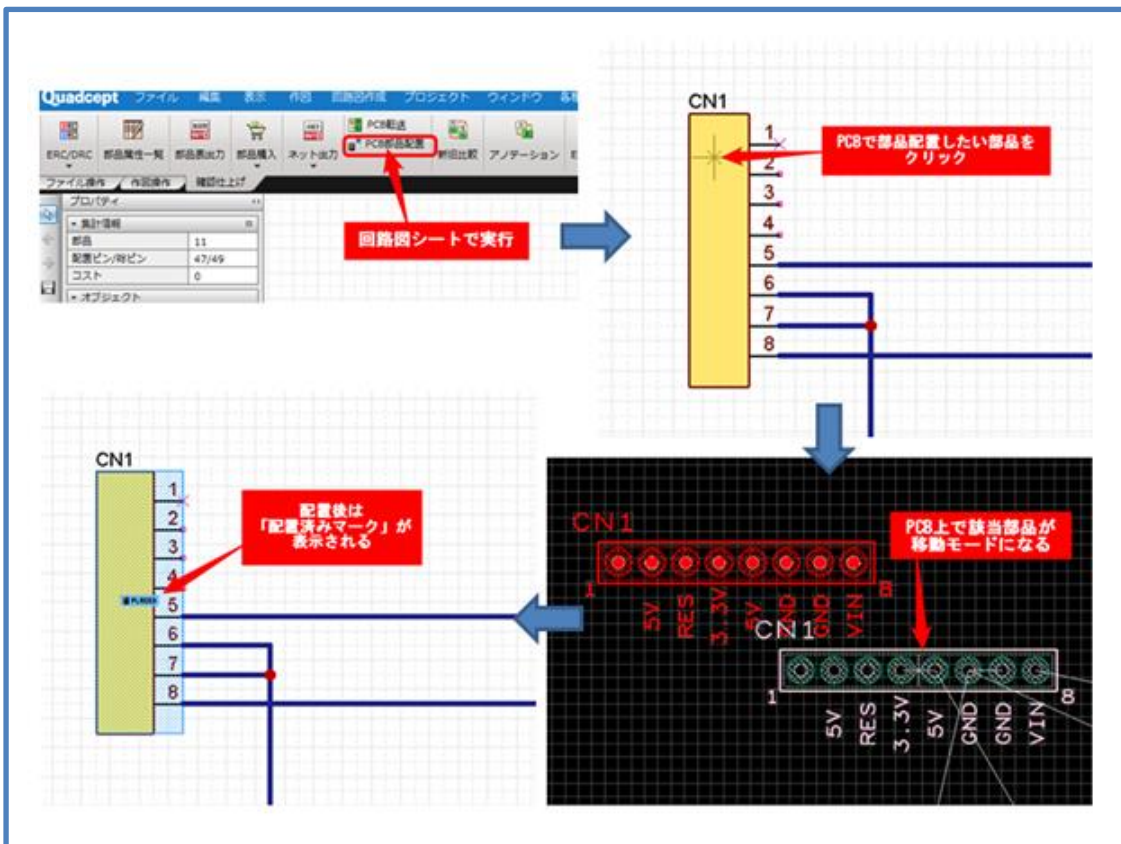 Quadcept ファイル 編集 表示 作図 回路図作成 プロジェクト ウィンドウ 各種
ERC/DRC 部品属性一覧 部品表出力 部品購入 ネット出力 PCB転送 PCB部品配置 新旧比較 アノテーション
ファイル操作 作図操作 確認仕上げ
プロパティ
集計情報
部品 11
配置ピン/総ピン 47/49
コスト 0
オブジェクト
回路図シートで実行
CN1
1
2
3
4
5
6
7
8
PCBで部品配置したい部品を
クリック
CN1
1
2
3
4
5
6
7
8
配置後は
「配置済みマーク」が
表示される
CN1
1 8
5V RES 3.3V 5V GND GND VIN
CN1
1 8
5V RES 3.3V 5V GND GND VIN
PCB上で該当部品が
移動モードになる